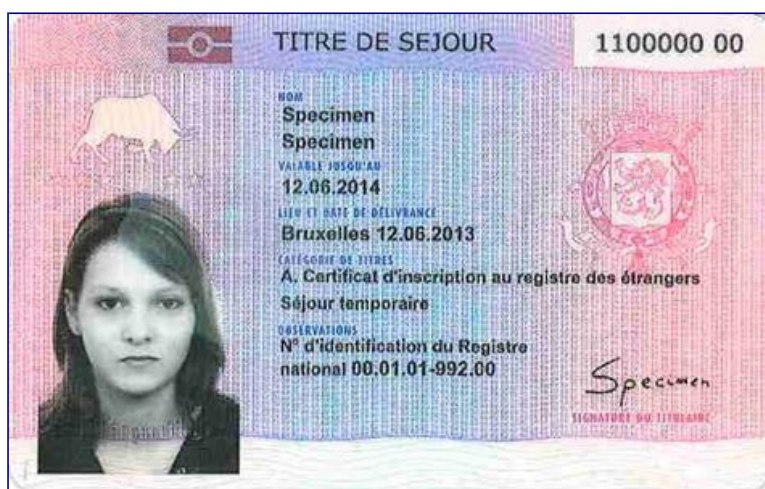 TITRE DE SEJOUR
1100000 00
NOM
Specimen
Specimen
VALABLE JUSQU'AU
12.06.2014
LIEU ET DATE DE DÉLIVRANCE
Bruxelles 12.06.2013
CATÉGORIE DE TITRES
A. Certificat d'inscription au registre des étrangers
Séjour temporaire
OBSERVATIONS
N° d'identification du Registre
national 00.01.01-992.00
Specimen
SIGNATURE DU TITULAIRE